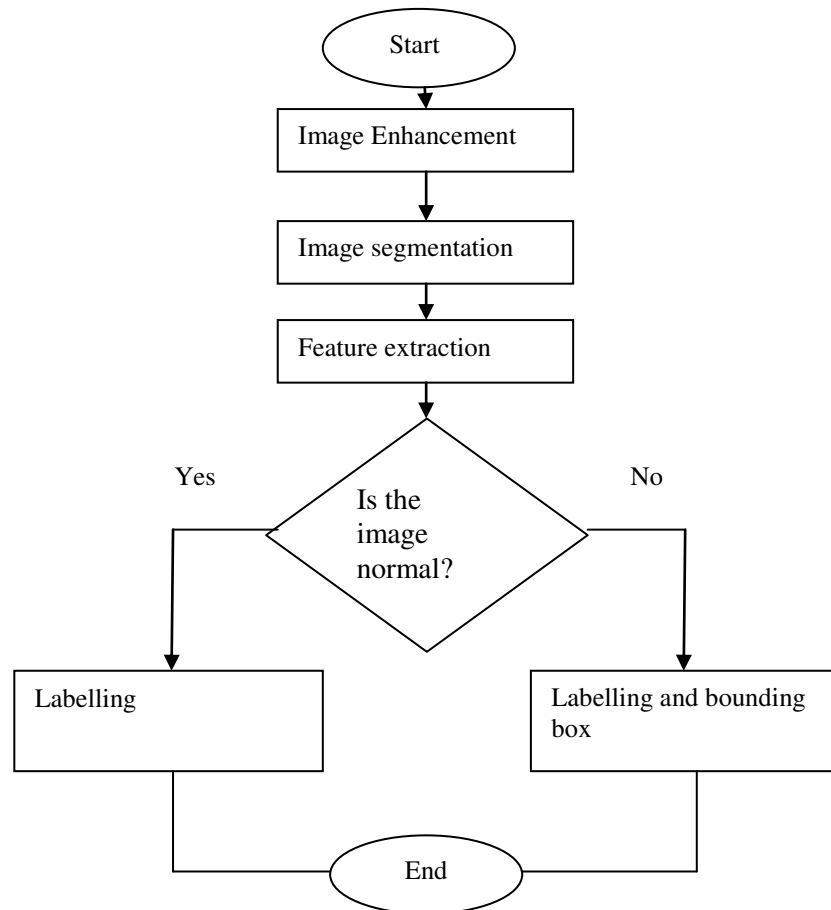 Start
Image Enhancement
Image segmentation
Feature extraction
Yes
No
Is the
image
normal?
Labelling
Labelling and bounding
box
End